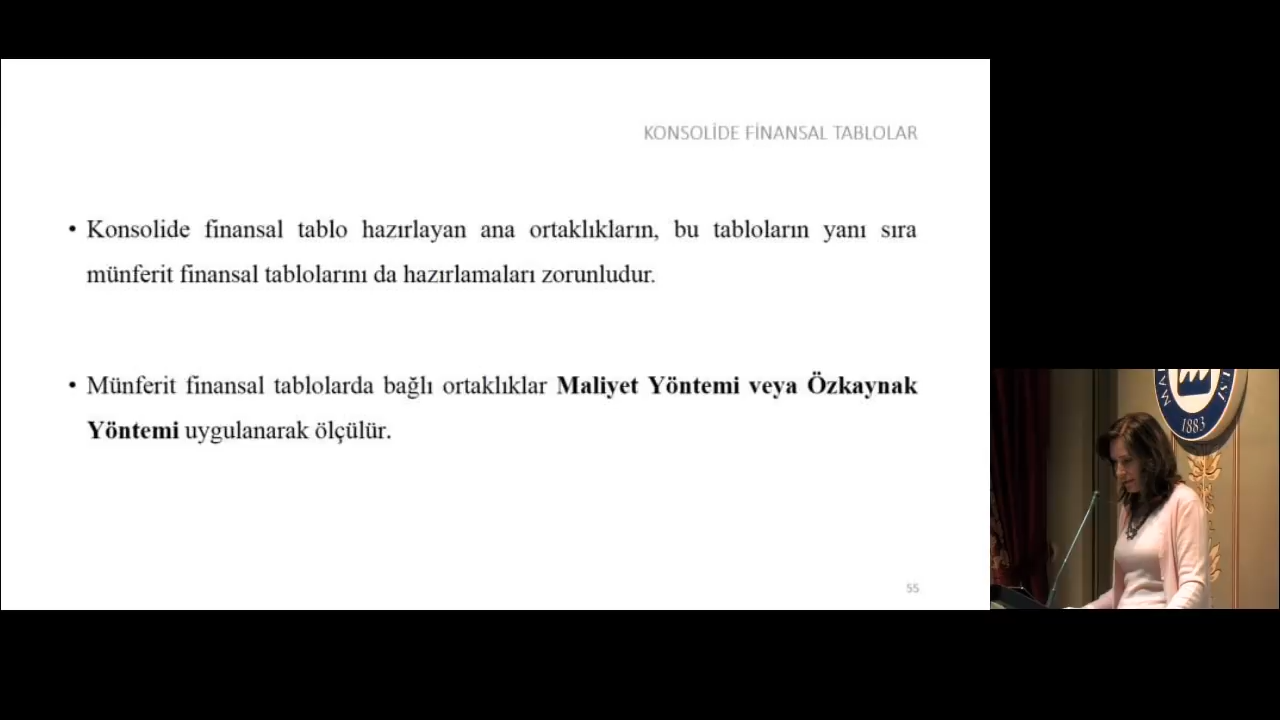 KONSOLİDE FİNANSAL TABLOLAR
• Konsolide finansal tablo hazırlayan ana ortaklıkların, bu tabloların yanı sıra
münferit finansal tablolarını da hazırlamaları zorunludur.
• Münferit finansal tablolarda bağlı ortaklıklar Maliyet Yöntemi veya Özkaynak
Yöntemi uygulanarak ölçülür.
55
1883